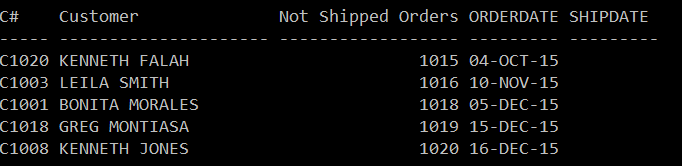 C#    Customer              Not Shipped Orders ORDERDATE SHIPDATE
----- --------------------- ------------------ --------- ---------
C1020 KENNETH FALAH                       1015 04-OCT-15
C1003 LEILA SMITH                         1016 10-NOV-15
C1001 BONITA MORALES                      1018 05-DEC-15
C1018 GREG MONTIASA                       1019 15-DEC-15
C1008 KENNETH JONES                       1020 16-DEC-15